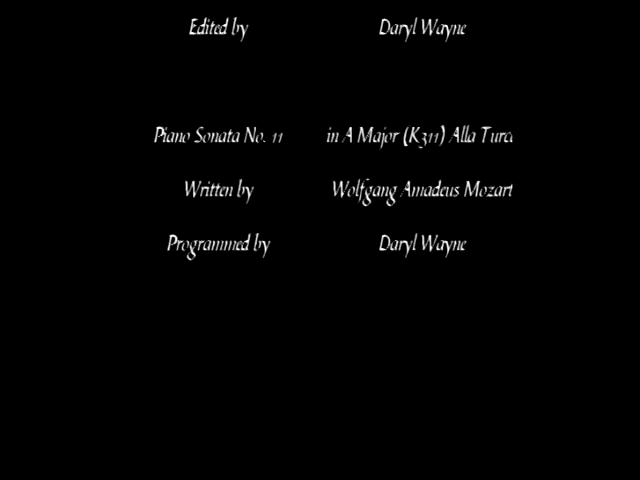 Edited by Daryl Wayne
Piano Sonata No. 11 in A Major (K311) Alla Turc
Written by Wolfgang Amadeus Mozart
Programmed by Daryl Wayne